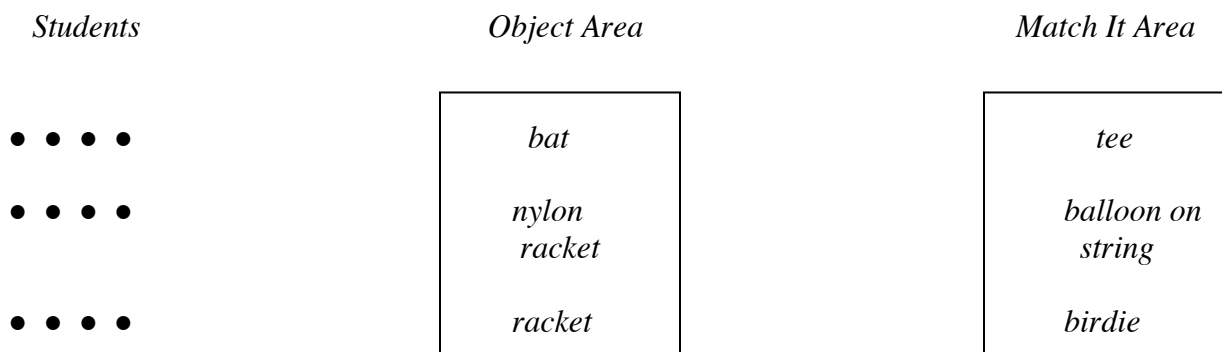 Students Object Area Match It Area
● ● ● ● bat tee
● ● ● ● nylon balloon on
racket string
● ● ● ● racket birdie